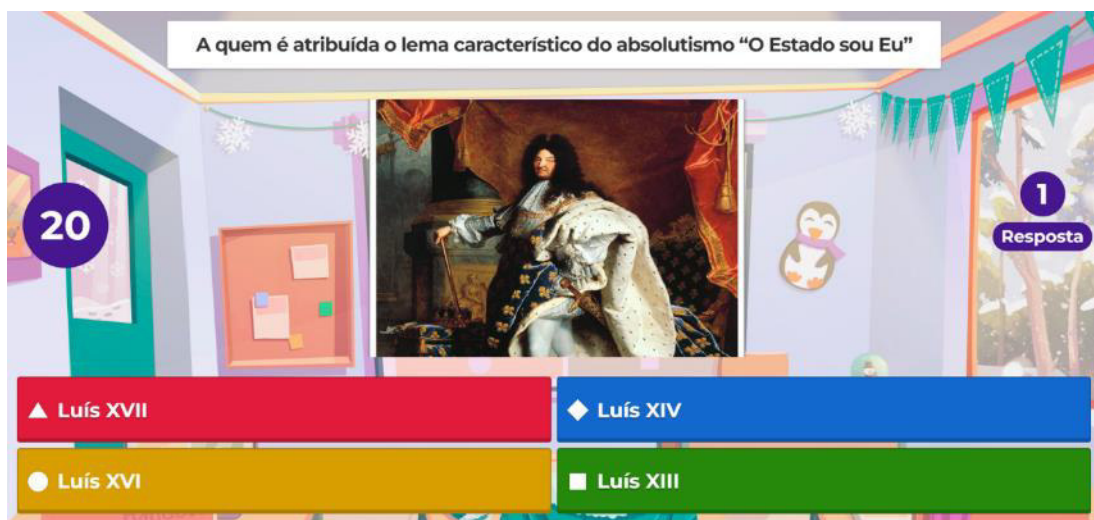 A quem é atribuída o lema característico do absolutismo “O Estado sou Eu”
20
1
Resposta
Luís XVII
Luís XIV
Luís XVI
Luís XIII